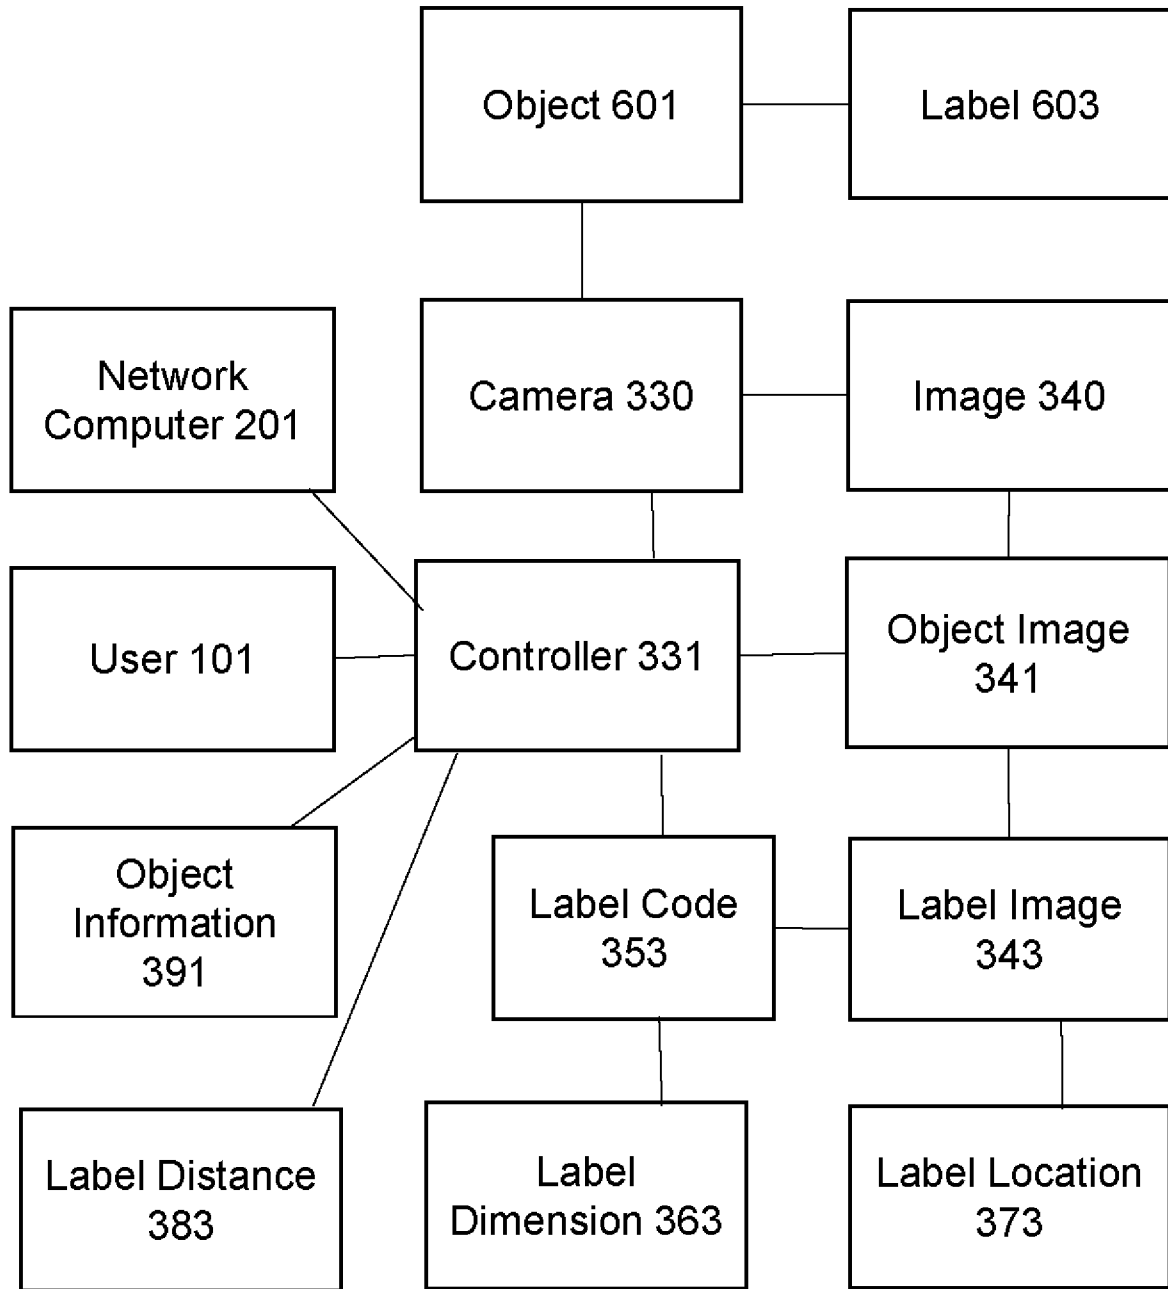 Object 601
Label 603
Network
Computer 201
Camera 330
Image 340
User 101
Controller 331
Object Image
341
Object
Information
391
Label Code
353
Label Image
343
Label Distance
383
Label
Dimension 363
Label Location
373